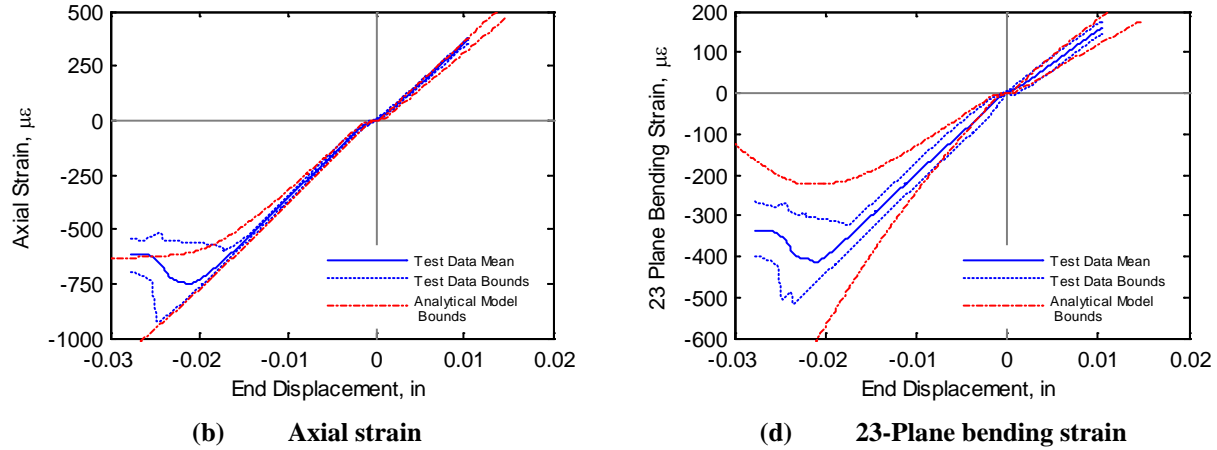 500
250
0
-250
-500
-750
-1000
Axial Strain, µε
-0.03 -0.02 -0.01 0 0.01 0.02
End Displacement, in
Test Data Mean
Test Data Bounds
Analytical Model
Bounds
(b) Axial strain
200
100
0
-100
-200
-300
-400
-500
-600
23 Plane Bending Strain, µε
-0.03 -0.02 -0.01 0 0.01 0.02
End Displacement, in
Test Data Mean
Test Data Bounds
Analytical Model
Bounds
(d) 23-Plane bending strain